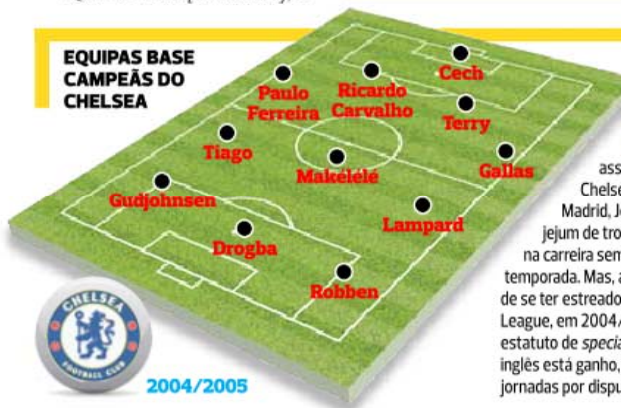 EQUIPAS BASE
CAMPEÃS DO
CHELSEA
Cech
Paulo
Ferreira
Ricardo
Carvalho
Terry
Tiago
Makélélé
Gallas
Gudjohnsen
Lampard
Drogba
Robben
CHELSEA
FOOTBALL CLUB
2004/2005
ass
Chelse
Madrid, J
jejum de tro
na carreira sem
temporada. Mas, a
de se ter estreado
League, em 2004/
estatuto de specia
inglês está ganho,
jornadas por dispu